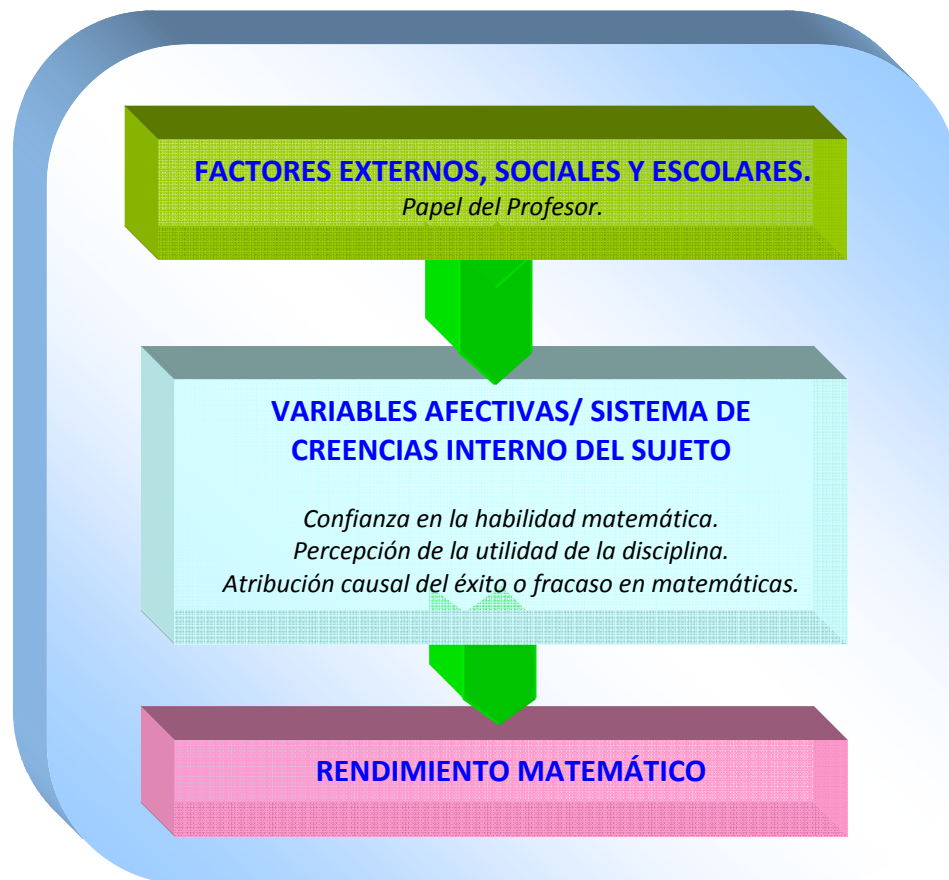 FACTORES EXTERNOS, SOCIALES Y ESCOLARES.
Papel del Profesor.
VARIABLES AFECTIVAS/ SISTEMA DE
CREENCIAS INTERNO DEL SUJETO
Confianza en la habilidad matemática.
Percepción de la utilidad de la disciplina.
Atribución causal del éxito o fracaso en matemáticas.
RENDIMIENTO MATEMÁTICO